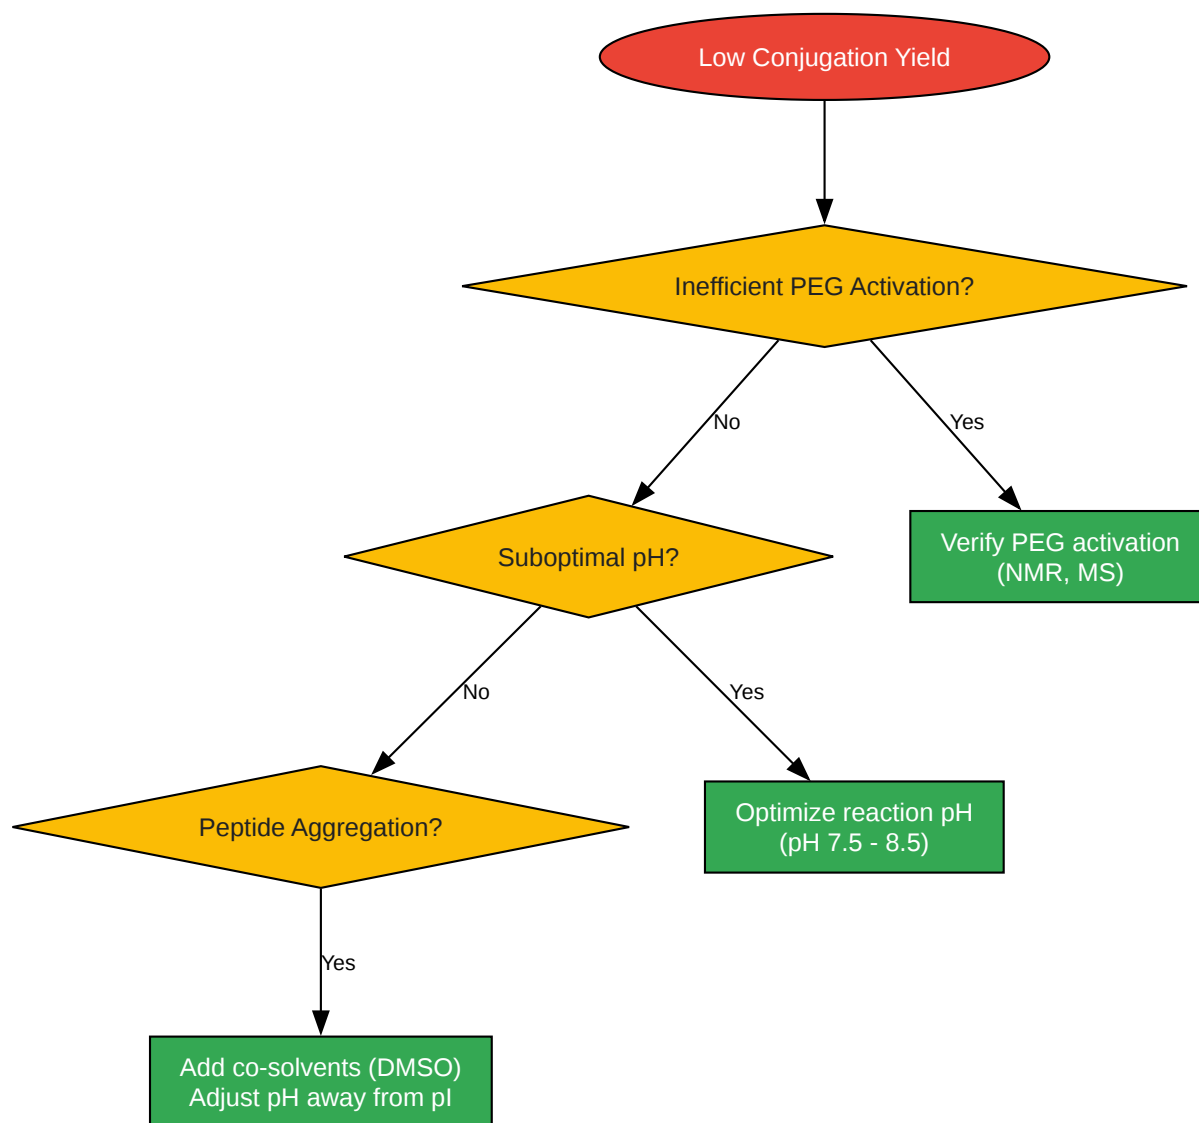 Low Conjugation Yield
Inefficient PEG Activation?
No
Yes
Suboptimal pH?
Verify PEG activation
(NMR, MS)
No
Yes
Peptide Aggregation?
Optimize reaction pH
(pH 7.5 - 8.5)
Yes
Add co-solvents (DMSO)
Adjust pH away from pI